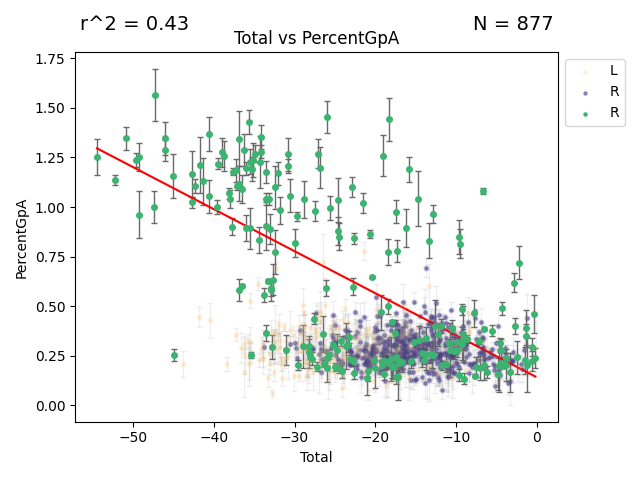 r^2 = 0.43
N = 877
Total vs PercentGpA
L
R
R
PercentGpA
1.75
1.50
1.25
1.00
0.75
0.50
0.25
0.00
−50
−40
−30
−20
−10
0
Total